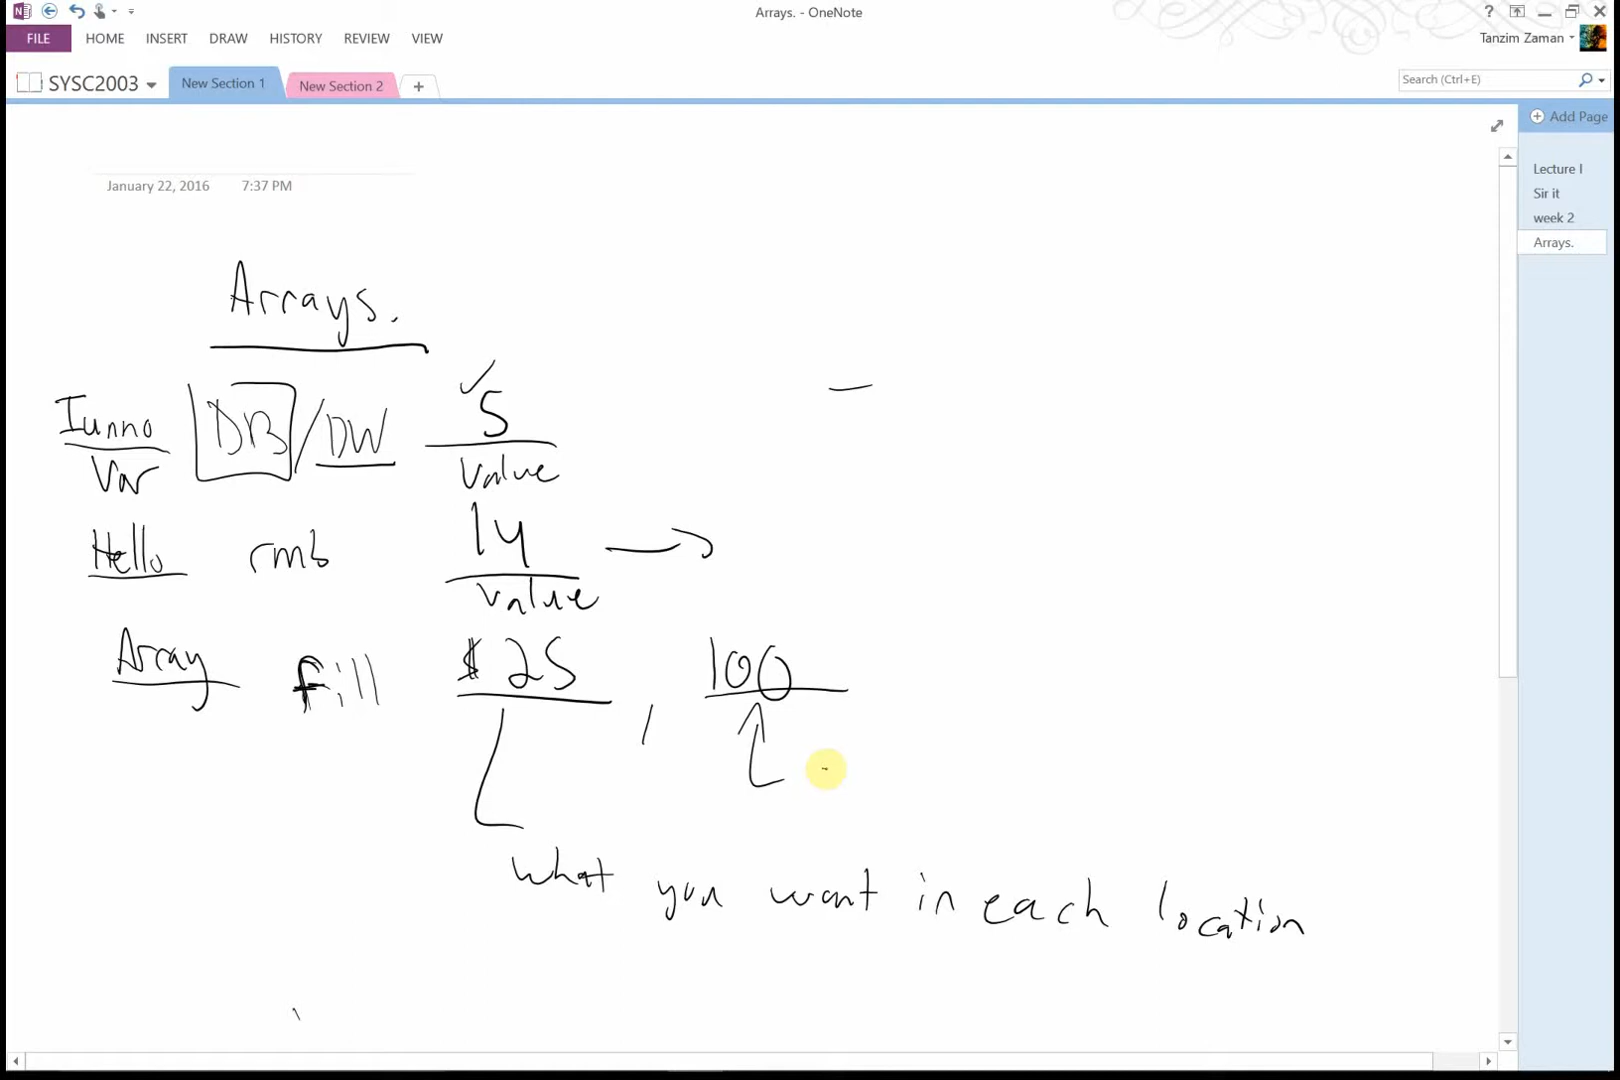 Arrays. - OneNote
?
FILE HOME INSERT DRAW HISTORY REVIEW VIEW
Tanzim Zaman
SYSC2003 New Section 1 New Section 2 +
Search (Ctrl+E)
Add Page
Lecture I
Sir it
week 2
Arrays.
January 22, 2016 7:37 PM
Arrays.
Iunno DB / DW 5
Var value
Hello rmb 14
value
Array fill $25 , 100
what you want in each location